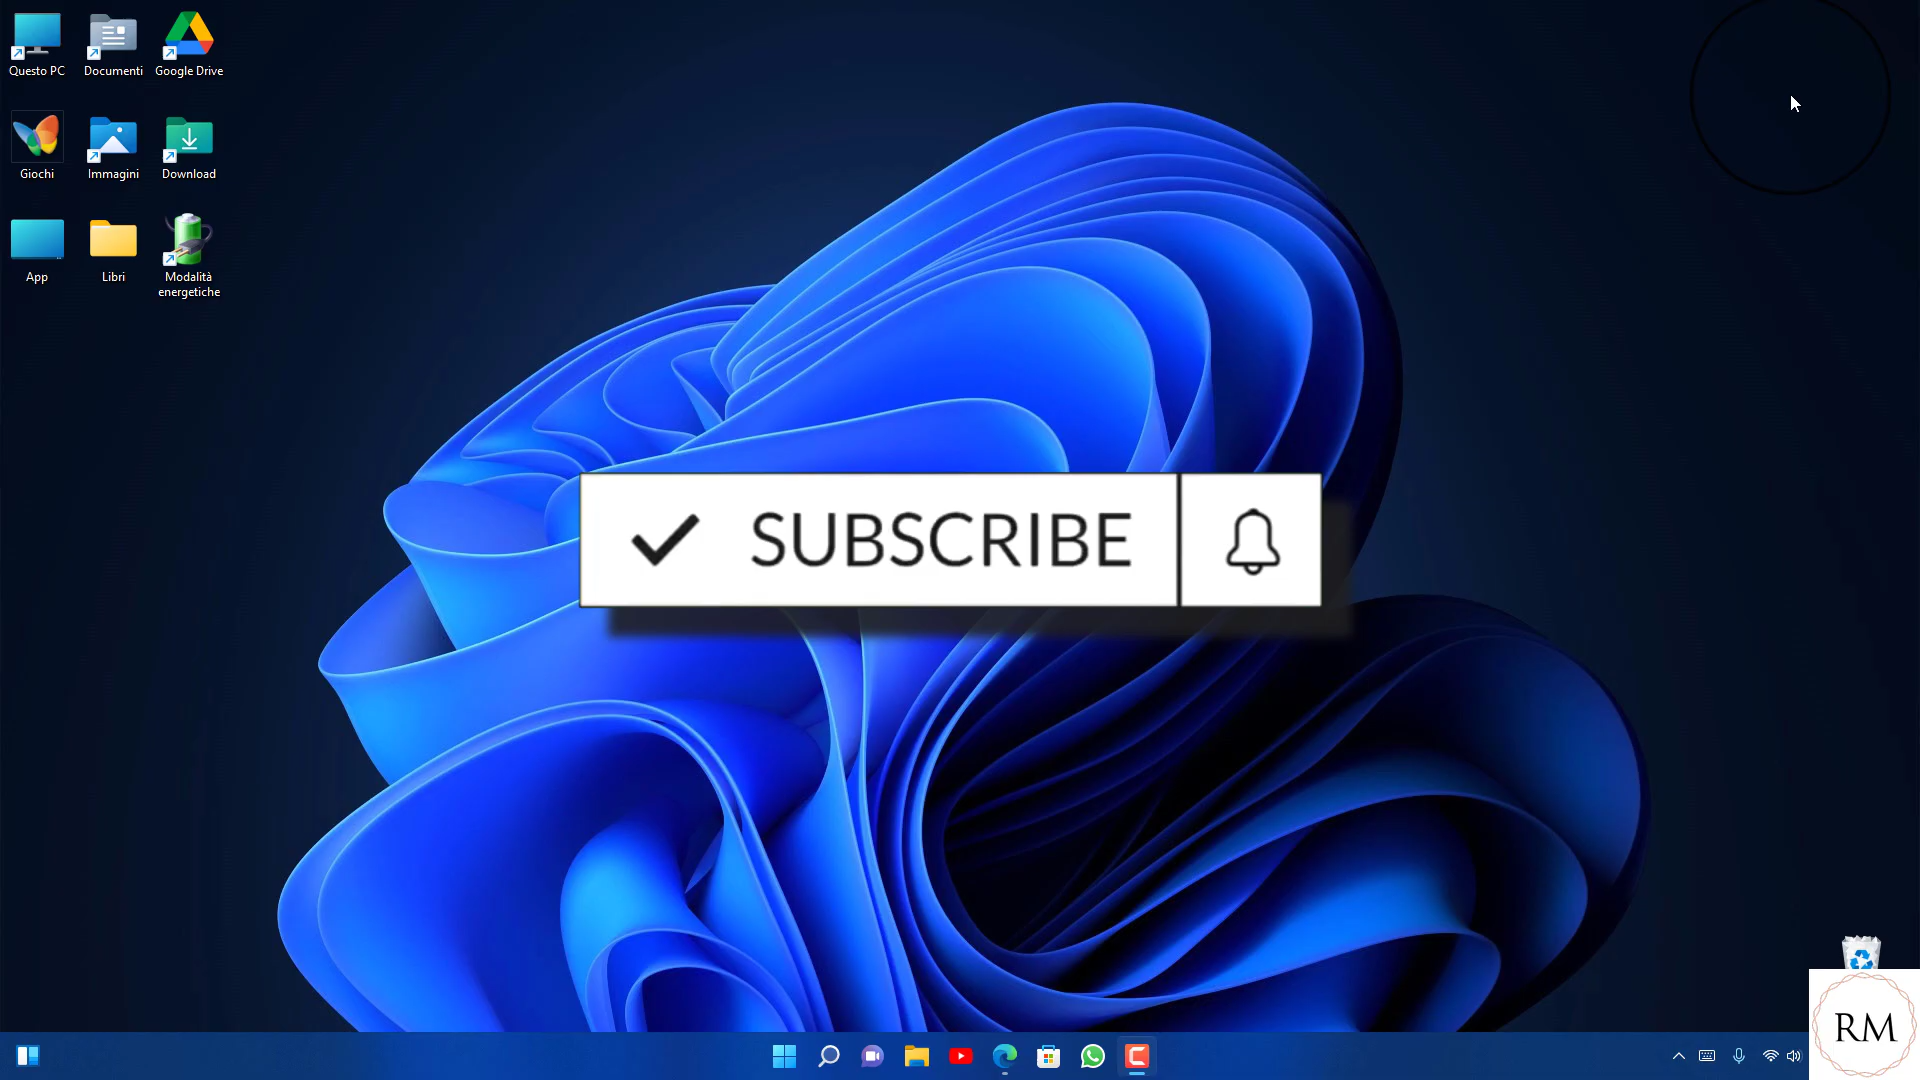 Questo PC
Documenti
Google Drive
Giochi
Immagini
Download
App
Libri
Modalità
energetiche
SUBSCRIBE
RM